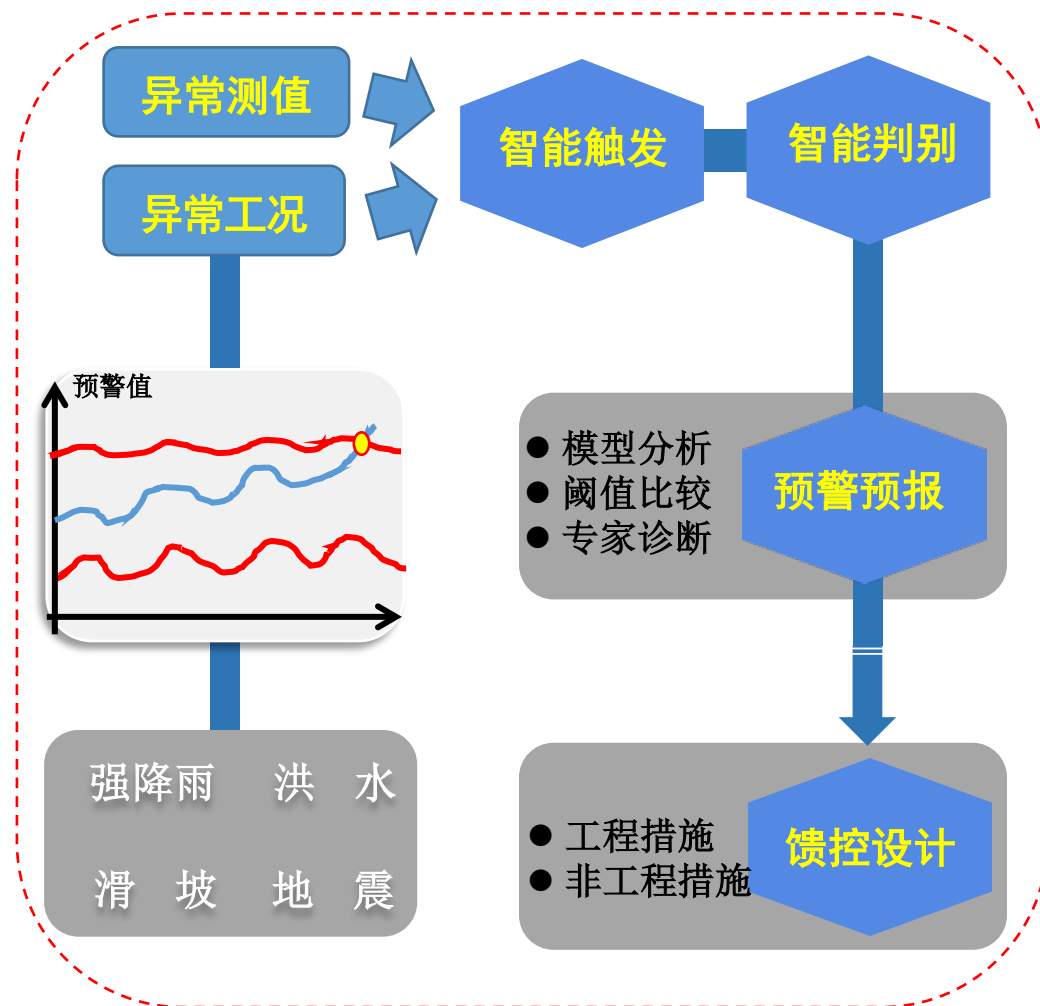 异常测值
异常工况
智能触发
智能判别
预警值
模型分析
阈值比较
专家诊断
预警预报
强降雨 洪水
滑坡 地震
工程措施
非工程措施
馈控设计